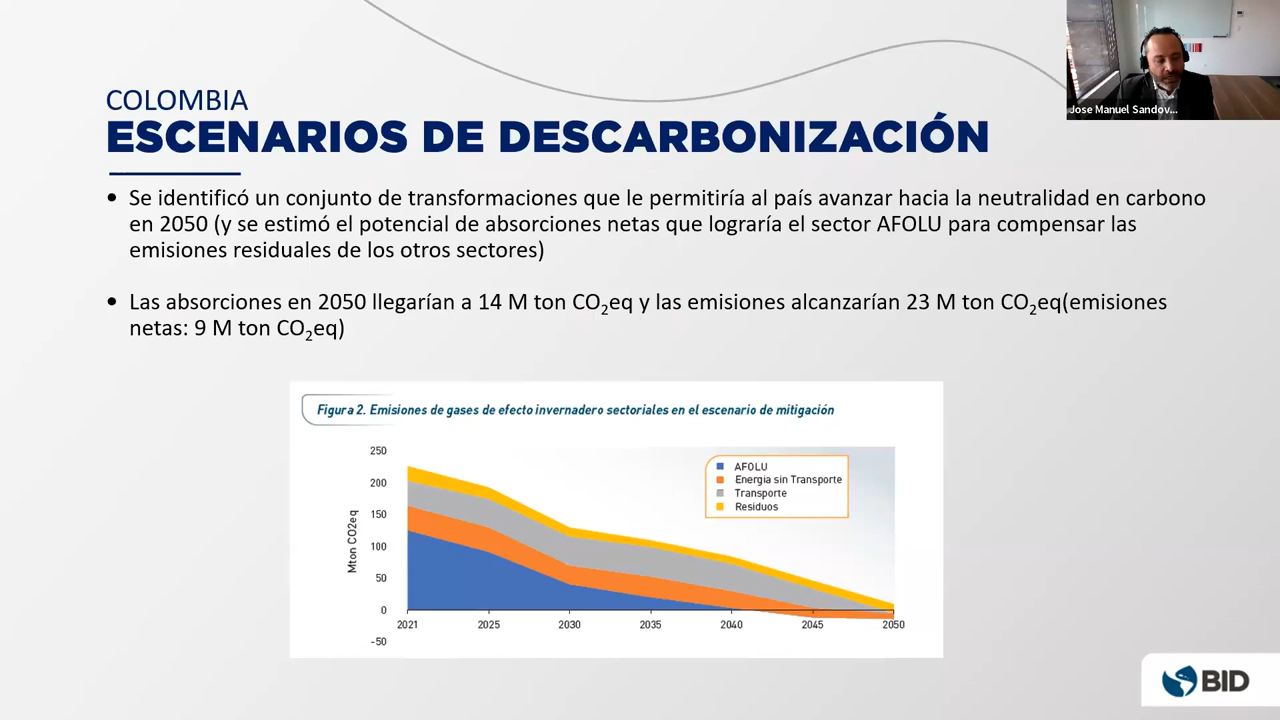 COLOMBIA
ESCENARIOS DE DESCARBONIZACIÓN
Jose Manuel Sandov...
• Se identificó un conjunto de transformaciones que le permitiría al país avanzar hacia la neutralidad en carbono
en 2050 (y se estimó el potencial de absorciones netas que lograría el sector AFOLU para compensar las
emisiones residuales de los otros sectores)
• Las absorciones en 2050 llegarían a 14 M ton CO₂eq y las emisiones alcanzarían 23 M ton CO₂eq(emisiones
netas: 9 M ton CO₂eq)
Figura 2. Emisiones de gases de efecto invernadero sectoriales en el escenario de mitigación
Mton CO2eq
250
200
150
100
50
0
-50
AFOLU
Energía sin Transporte
Transporte
Residuos
2021 2025 2030 2035 2040 2045 2050
BID